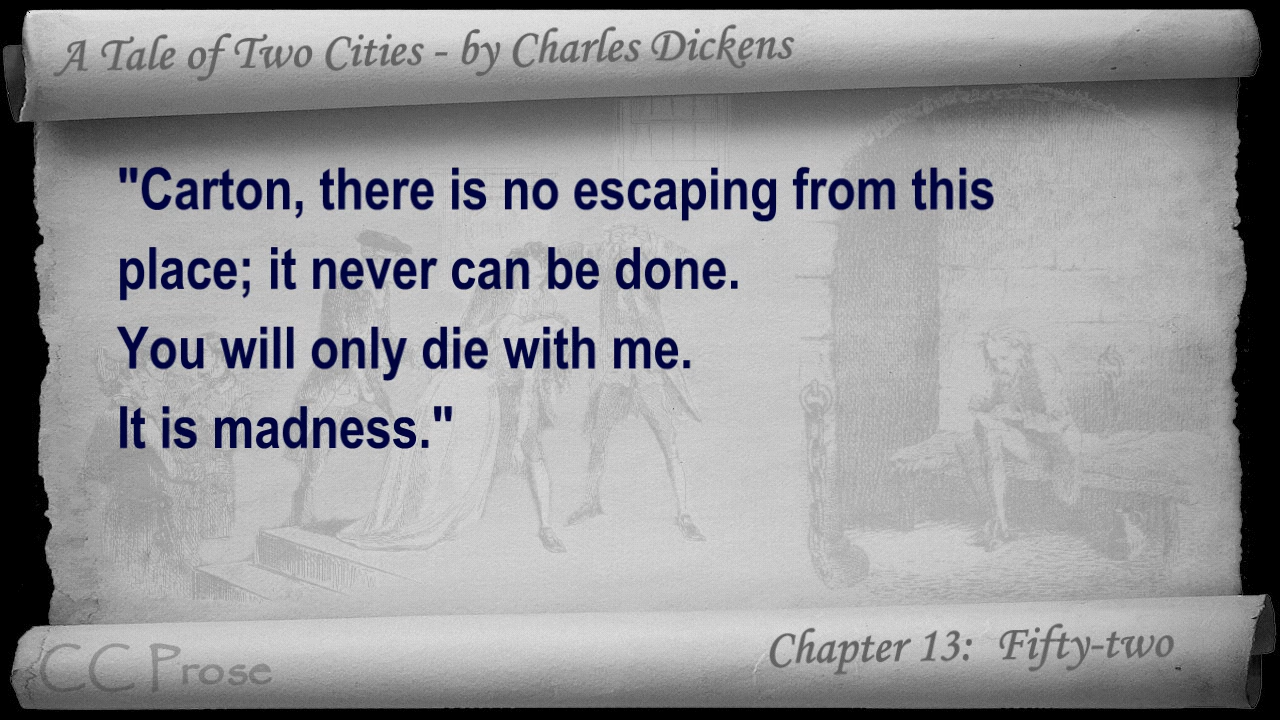 A Tale of Two Cities - by Charles Dickens
"Carton, there is no escaping from this
place; it never can be done.
You will only die with me.
It is madness."
CC Prose
Chapter 13: Fifty-two